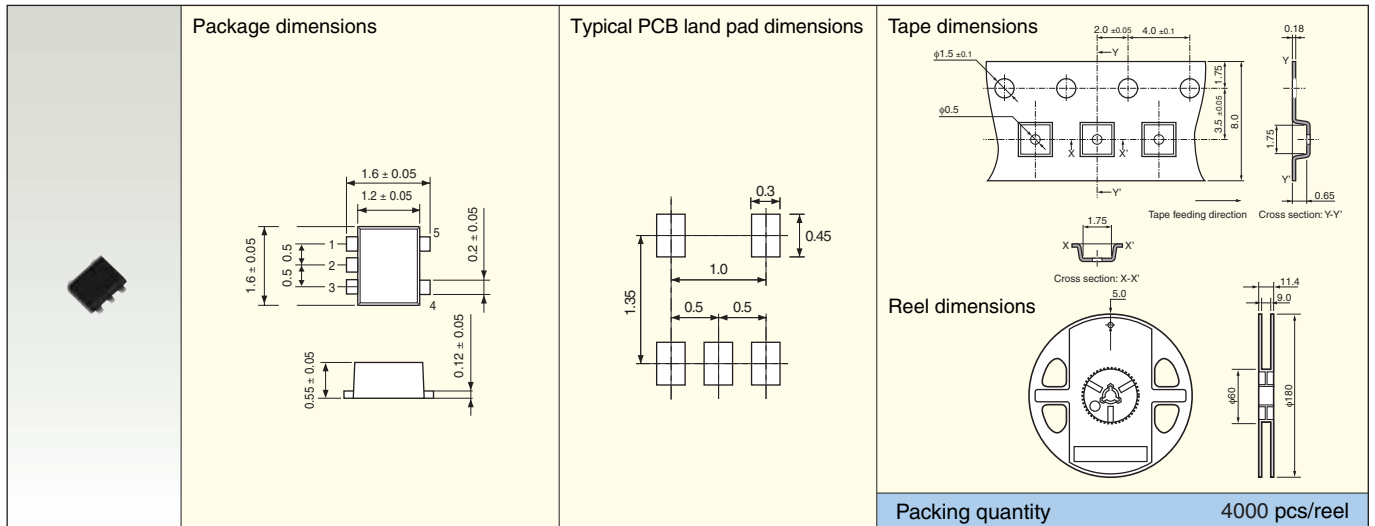 Package dimensions
1.6 ± 0.05
1.2 ± 0.05
1.6 ± 0.05
0.5
0.5
1
2
3
5
4
0.2 ± 0.05
0.55 ± 0.05
0.12 ± 0.05
Typical PCB land pad dimensions
0.3
0.45
1.0
1.35
0.5
0.5
Tape dimensions
2.0 ±0.05
4.0 ±0.1
0.18
φ1.5 ±0.1
Y
Y
1.75
φ0.5
3.5 ±0.05
8.0
1.75
X
X'
Y'
Y'
0.65
Tape feeding direction
Cross section: Y-Y'
1.75
X
X'
Cross section: X-X'
Reel dimensions
5.0
11.4
9.0
φ60
φ180
Packing quantity 4000 pcs/reel